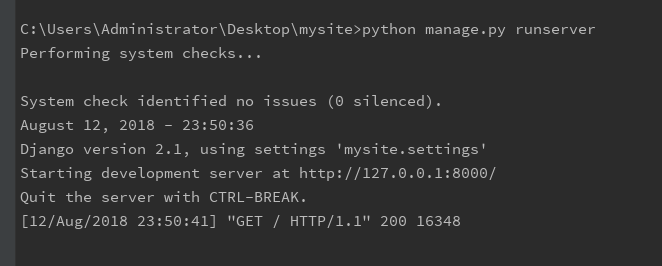 C:\Users\Administrator\Desktop\mysite>python manage.py runserver
Performing system checks...
System check identified no issues (0 silenced).
August 12, 2018 - 23:50:36
Django version 2.1, using settings 'mysite.settings'
Starting development server at http://127.0.0.1:8000/
Quit the server with CTRL-BREAK.
[12/Aug/2018 23:50:41] "GET / HTTP/1.1" 200 16348